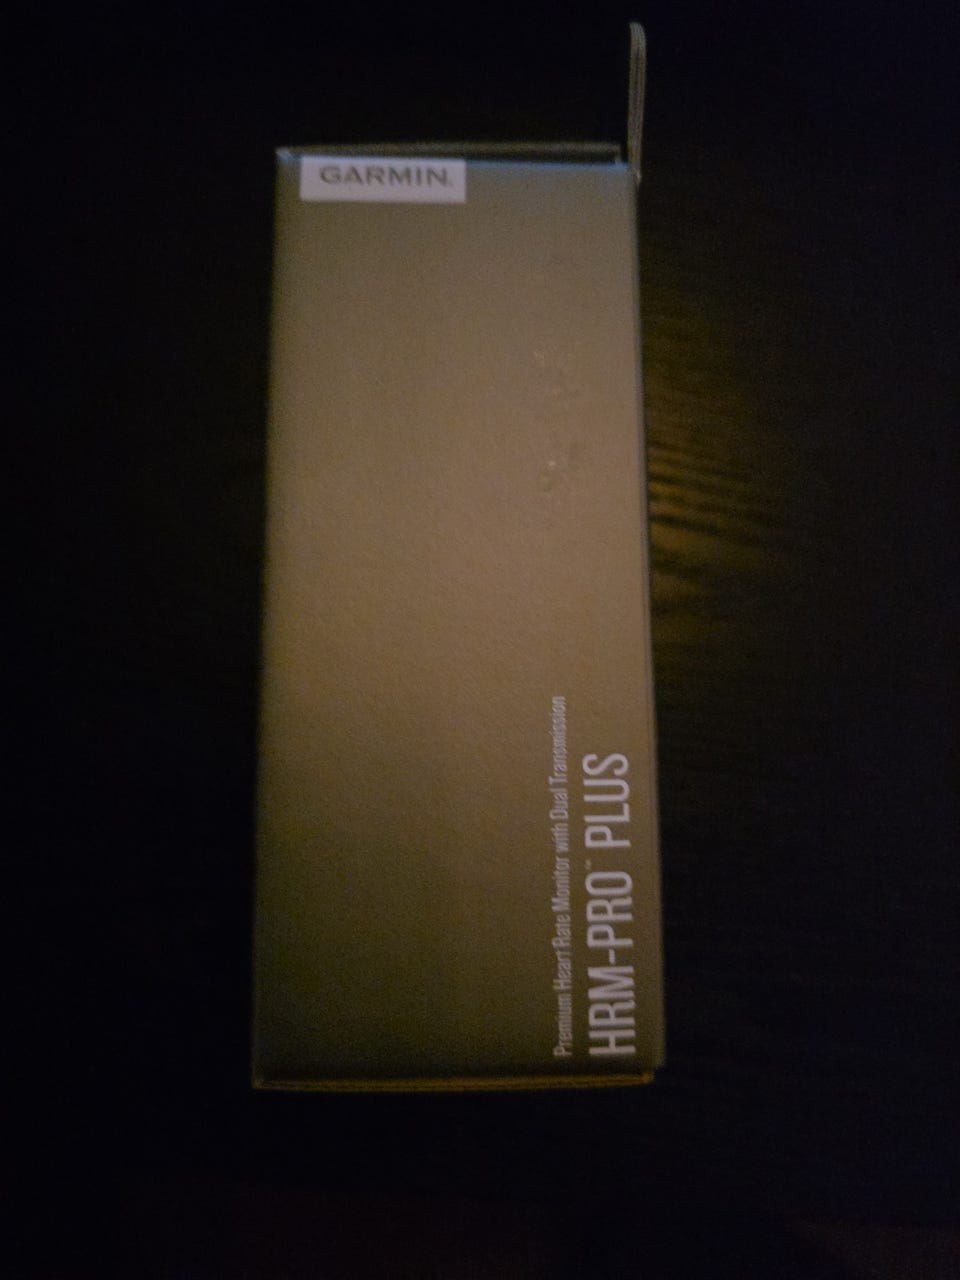 GARMIN.
Premium Heart Rate Monitor with Dual Transmission
HRM-PRO™ PLUS